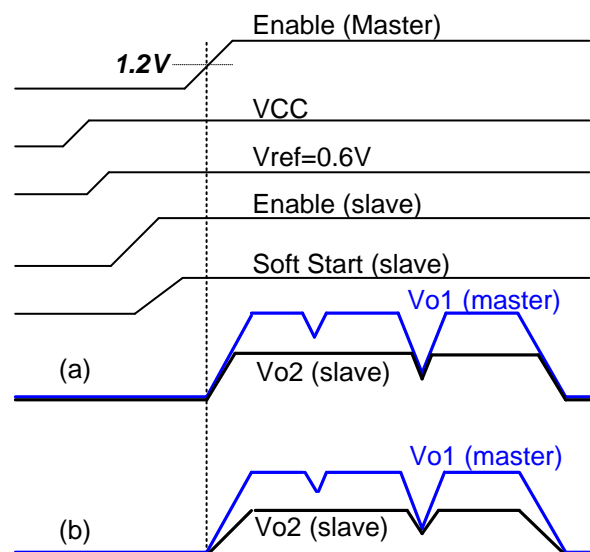 Enable (Master)
1.2V
VCC
Vref=0.6V
Enable (slave)
Soft Start (slave)
Vo1 (master)
(a)
Vo2 (slave)
Vo1 (master)
(b)
Vo2 (slave)